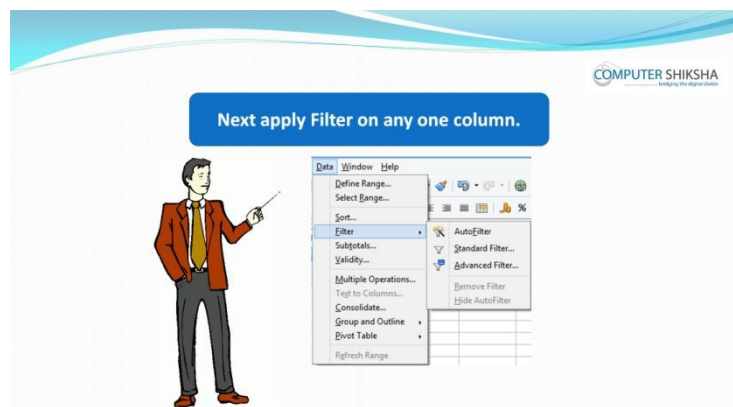 COMPUTER SHIKSHA
bridging the digital divide
Next apply Filter on any one column.
Data Window Help
Define Range...
Select Range...
Sort...
Filter
AutoFilter
Subtotals...
Standard Filter...
Validity...
Advanced Filter...
Multiple Operations...
Remove Filter
Text to Columns...
Hide AutoFilter
Consolidate...
Group and Outline
Pivot Table
Refresh Range
%